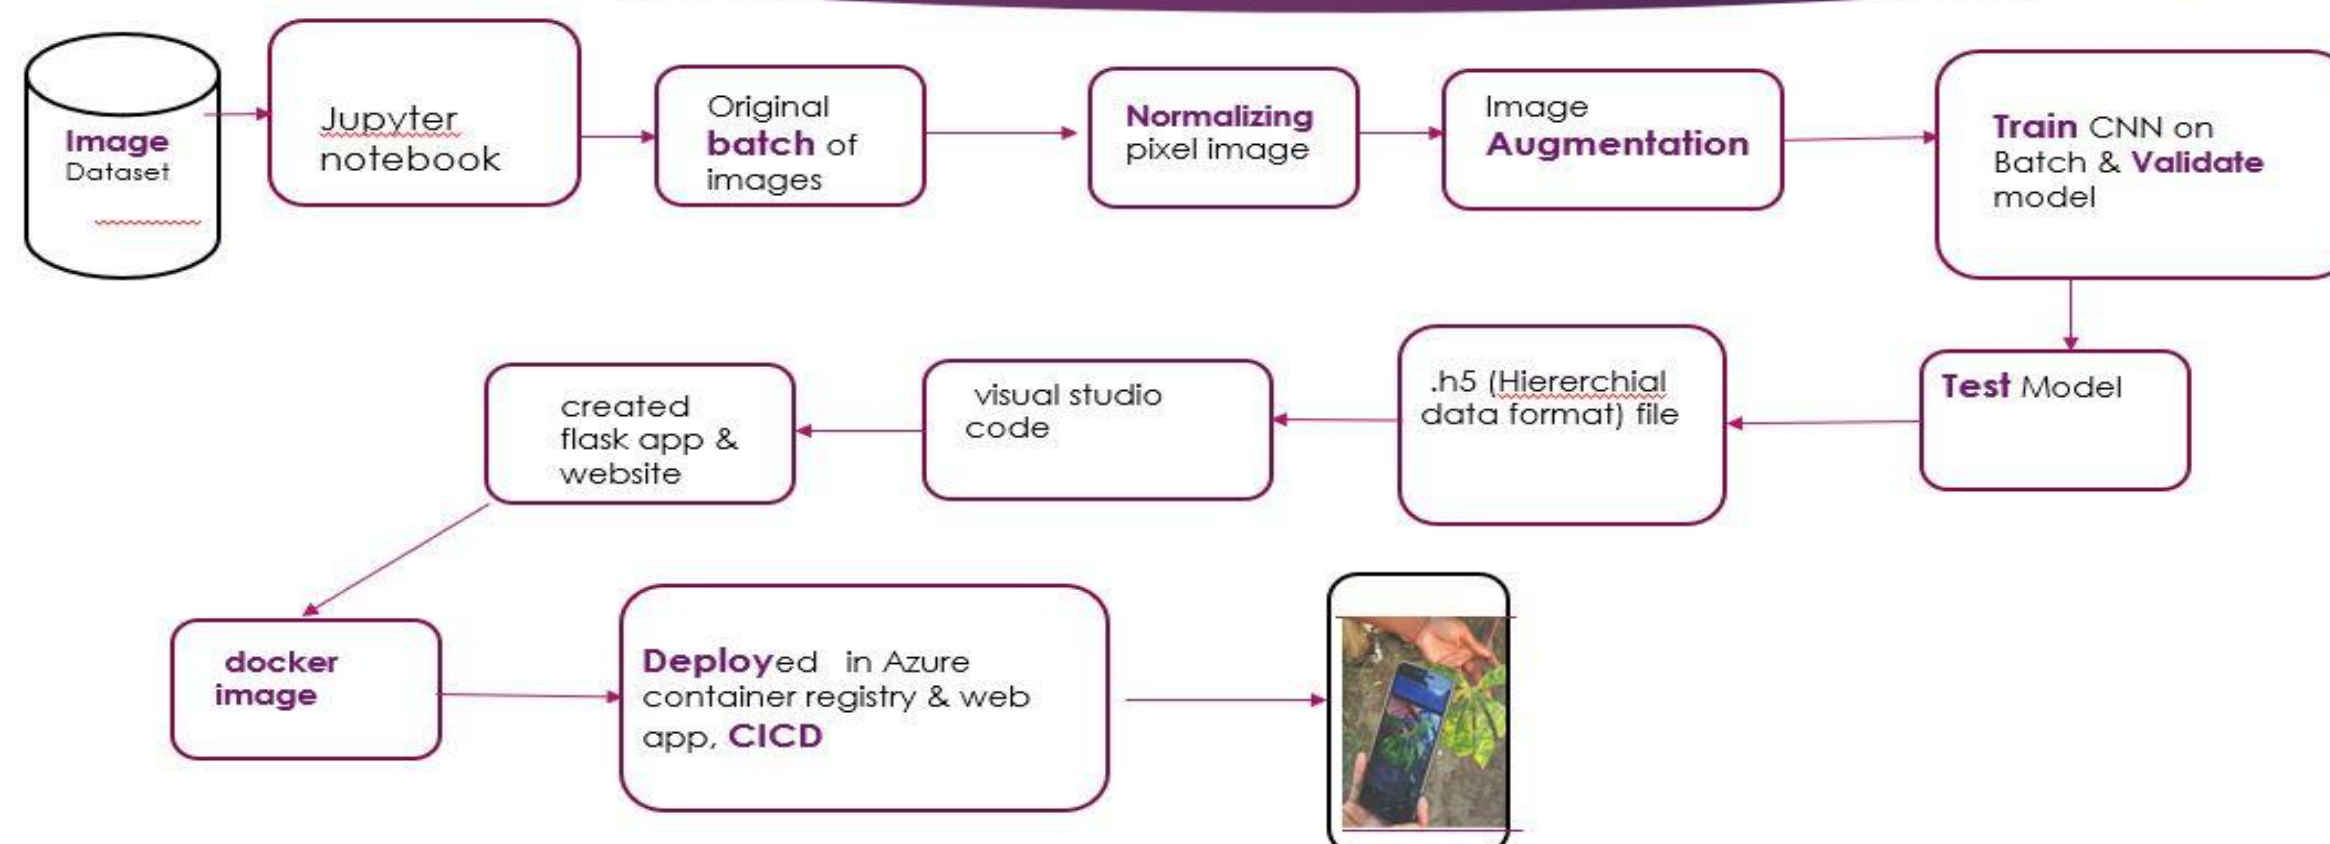 Image
Dataset
Jupyter
notebook
Original
batch of
images
Normalizing
pixel image
Image
Augmentation
Train CNN on
Batch & Validate
model
Test Model
.h5 (Hiererchial
data format) file
visual studio
code
created
flask app &
website
docker
image
Deployed in Azure
container registry & web
app, CICD